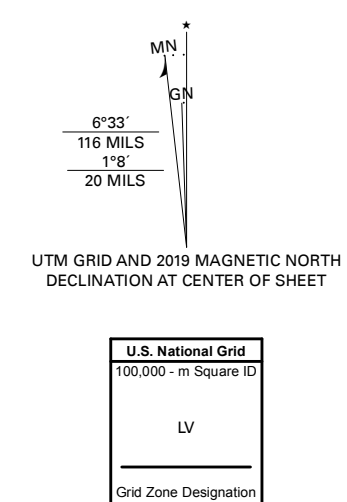 ★
MN
GN
6°33´
116 MILS
1°8´
20 MILS
UTM GRID AND 2019 MAGNETIC NORTH
DECLINATION AT CENTER OF SHEET
U.S. National Grid
100,000 - m Square ID
LV
Grid Zone Designation